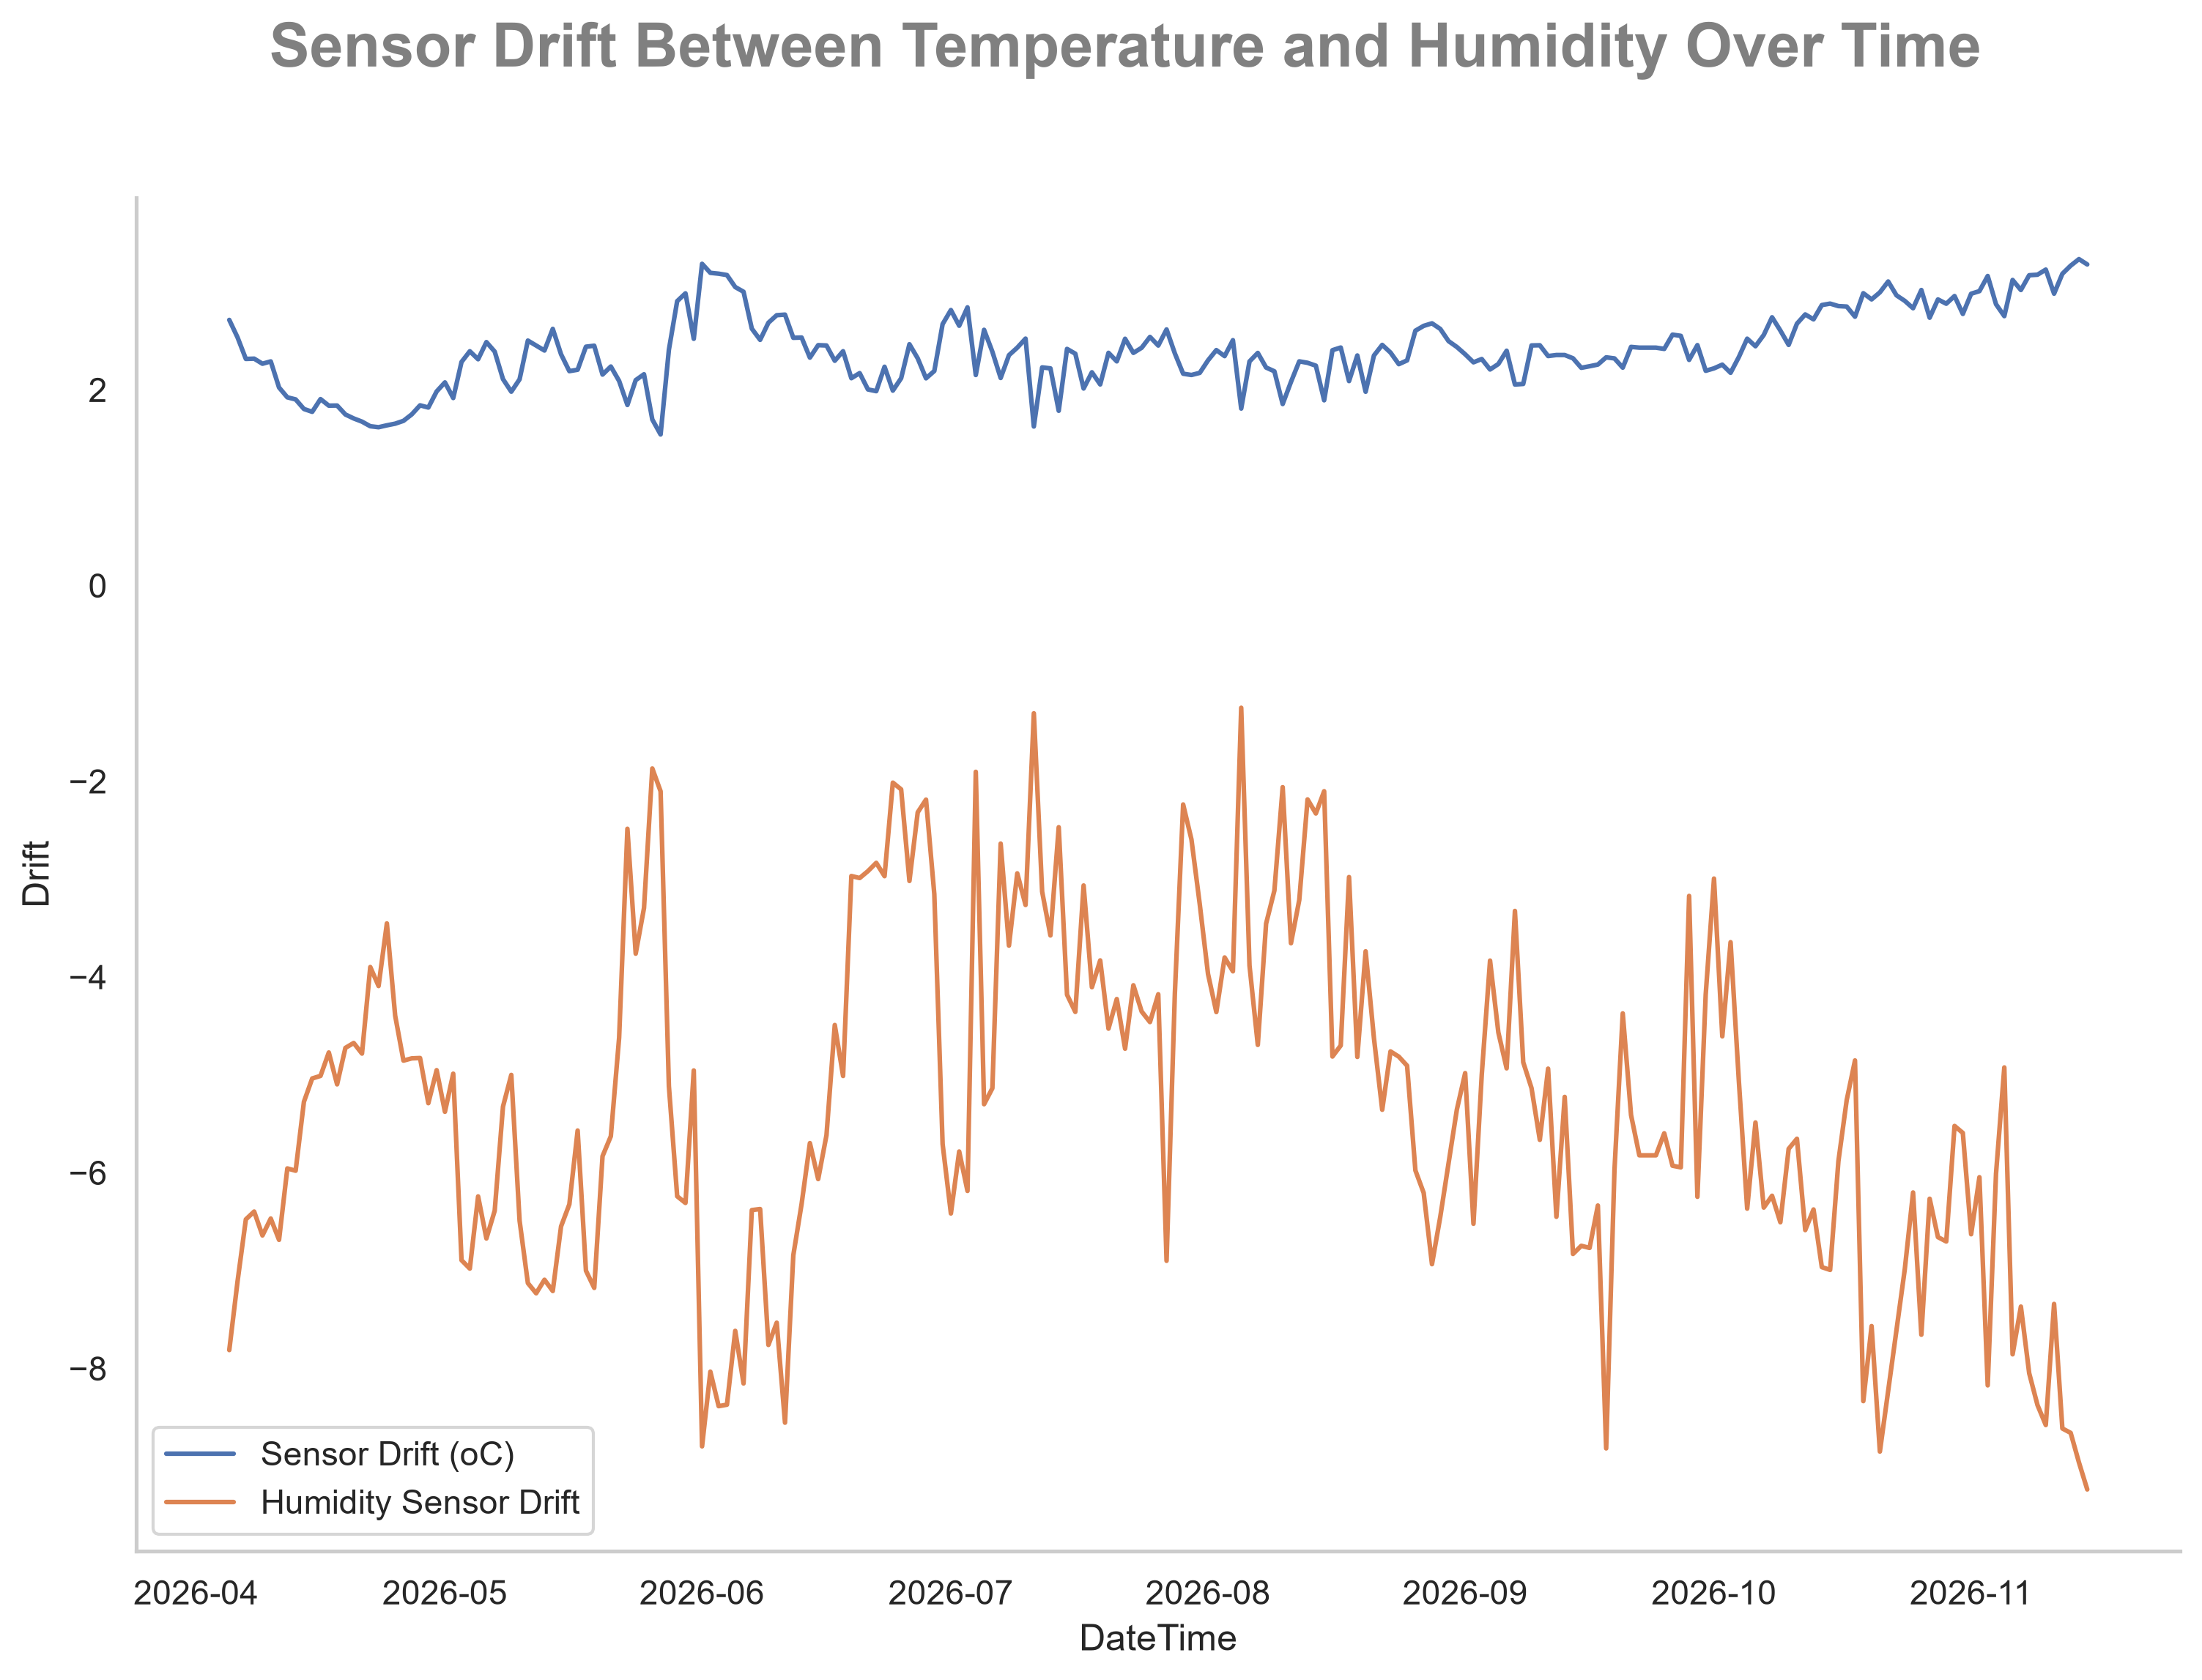 Sensor Drift Between Temperature and Humidity Over Time
Drift
2
0
−2
−4
−6
−8
Sensor Drift (oC)
Humidity Sensor Drift
2026-04 2026-05 2026-06 2026-07 2026-08 2026-09 2026-10 2026-11
DateTime